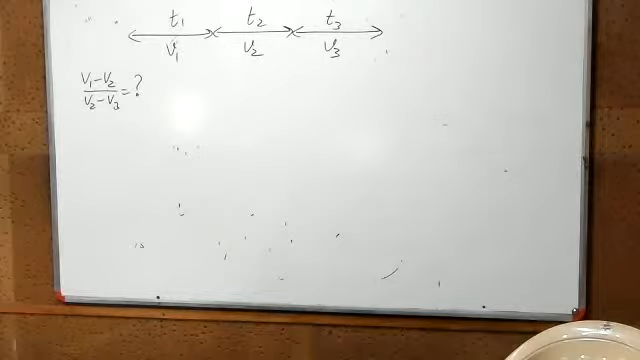 t₁ t₂ t₃
v₁ v₂ v₃
(V₁-V₂)/(V₂-V₃) = ?